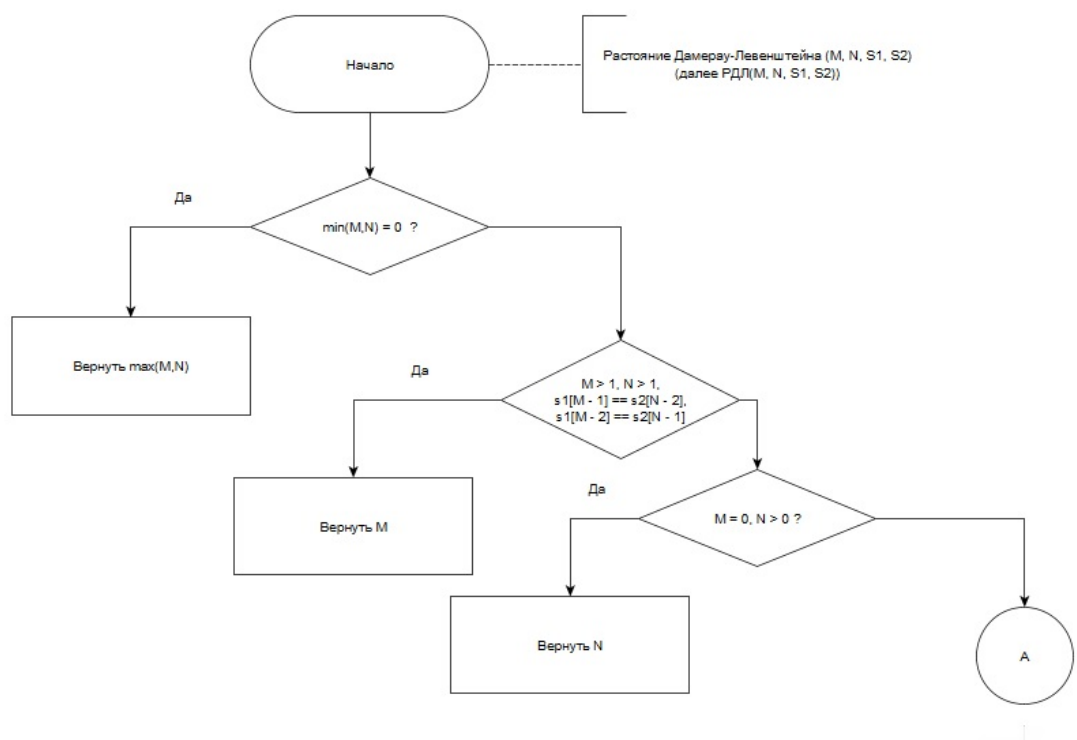 Начало
Растояние Дамерау-Левенштейна (M, N, S1, S2)
(далее РДЛ(M, N, S1, S2))
Да
min(M,N) = 0 ?
Вернуть max(M,N)
Да
M > 1, N > 1,
s1[M - 1] == s2[N - 2],
s1[M - 2] == s2[N - 1]
Вернуть M
Да
M = 0, N > 0 ?
Вернуть N
A